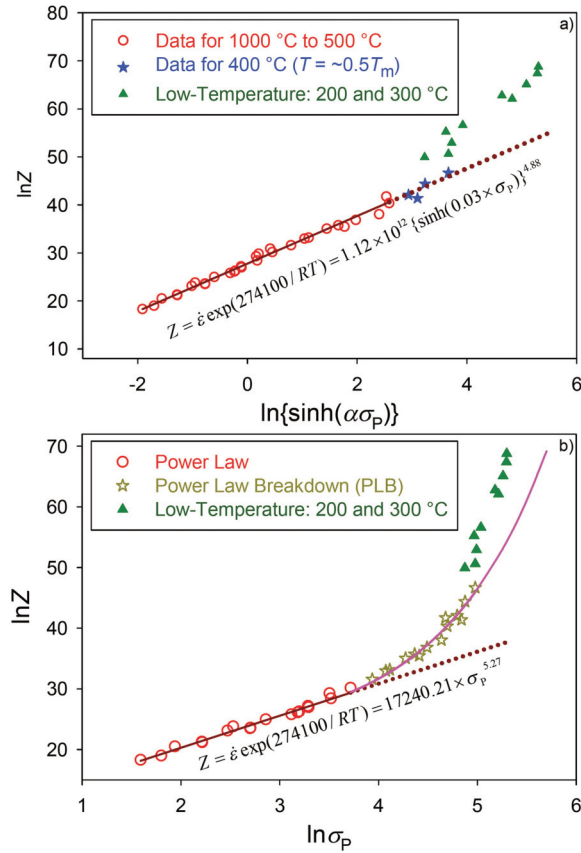 a)
Data for 1000 °C to 500 °C
Data for 400 °C (T = ~0.5Tm)
Low-Temperature: 200 and 300 °C
70
60
50
40
30
20
10
lnZ
Z = ε̇ exp(274100 / RT) = 1.12×10¹² {sinh(0.03×σP)}⁴·⁸⁸
-2 0 2 4 6
ln{sinh(ασP)}
b)
Power Law
Power Law Breakdown (PLB)
Low-Temperature: 200 and 300 °C
70
60
50
40
30
20
lnZ
Z = ε̇ exp(274100 / RT) = 17240.21×σP⁵·²⁷
1 2 3 4 5 6
lnσP